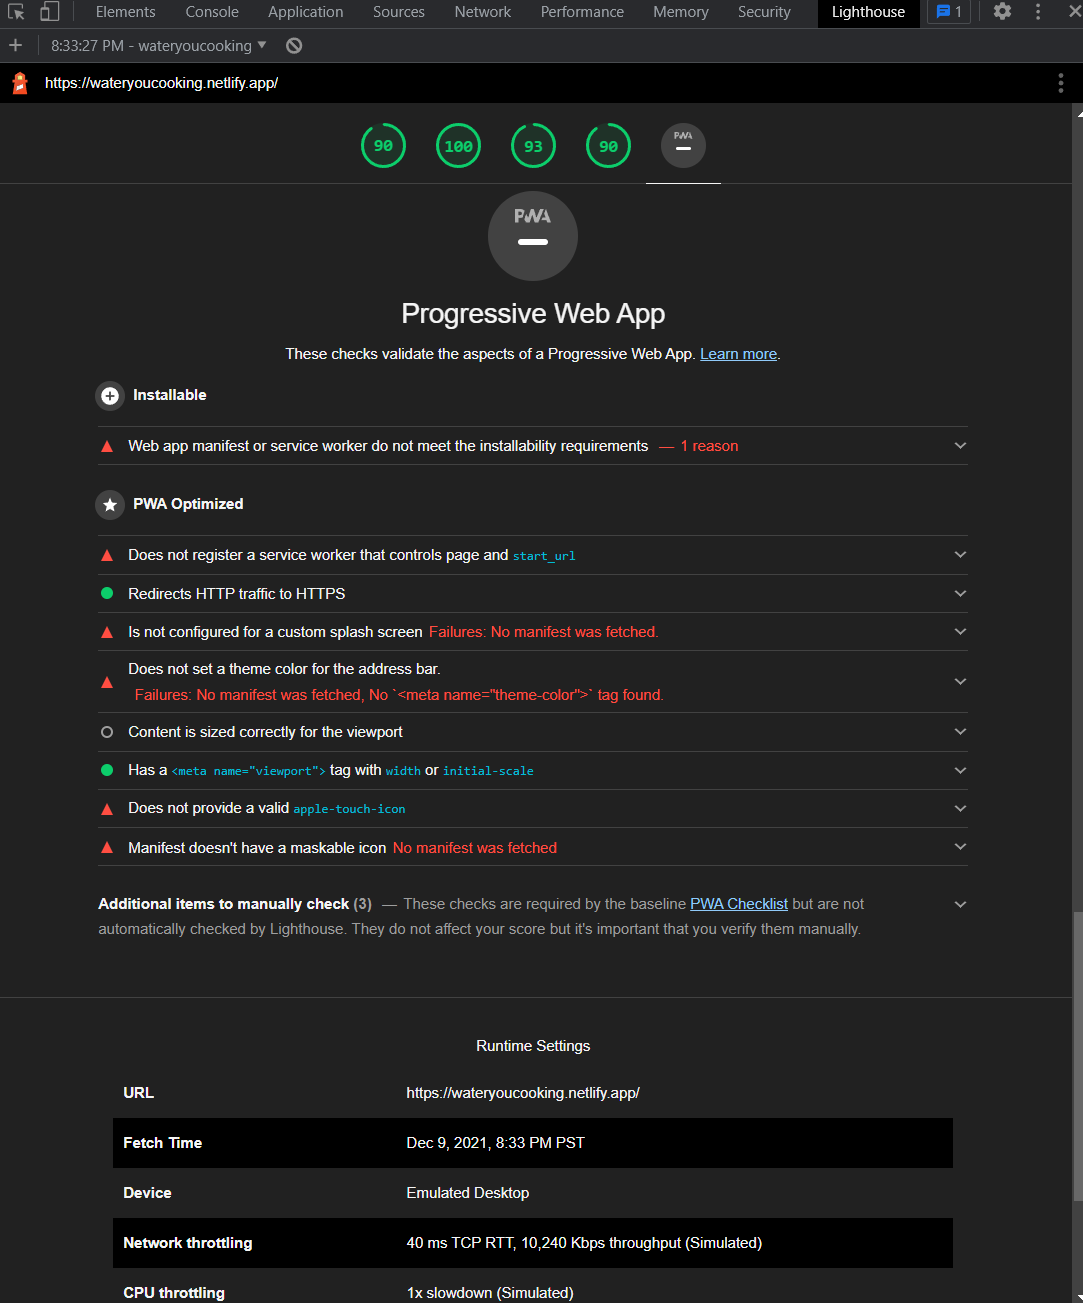 Elements Console Application Sources Network Performance Memory Security Lighthouse 1
8:33:27 PM - wateryoucooking
https://wateryoucooking.netlify.app/
90 100 93 90 PWA
PWA
Progressive Web App
These checks validate the aspects of a Progressive Web App. Learn more.
Installable
Web app manifest or service worker do not meet the installability requirements — 1 reason
PWA Optimized
Does not register a service worker that controls page and start_url
Redirects HTTP traffic to HTTPS
Is not configured for a custom splash screen Failures: No manifest was fetched.
Does not set a theme color for the address bar.
Failures: No manifest was fetched, No `<meta name="theme-color">` tag found.
Content is sized correctly for the viewport
Has a <meta name="viewport"> tag with width or initial-scale
Does not provide a valid apple-touch-icon
Manifest doesn't have a maskable icon No manifest was fetched
Additional items to manually check (3) — These checks are required by the baseline PWA Checklist but are not
automatically checked by Lighthouse. They do not affect your score but it's important that you verify them manually.
Runtime Settings
URL https://wateryoucooking.netlify.app/
Fetch Time Dec 9, 2021, 8:33 PM PST
Device Emulated Desktop
Network throttling 40 ms TCP RTT, 10,240 Kbps throughput (Simulated)
CPU throttling 1x slowdown (Simulated)